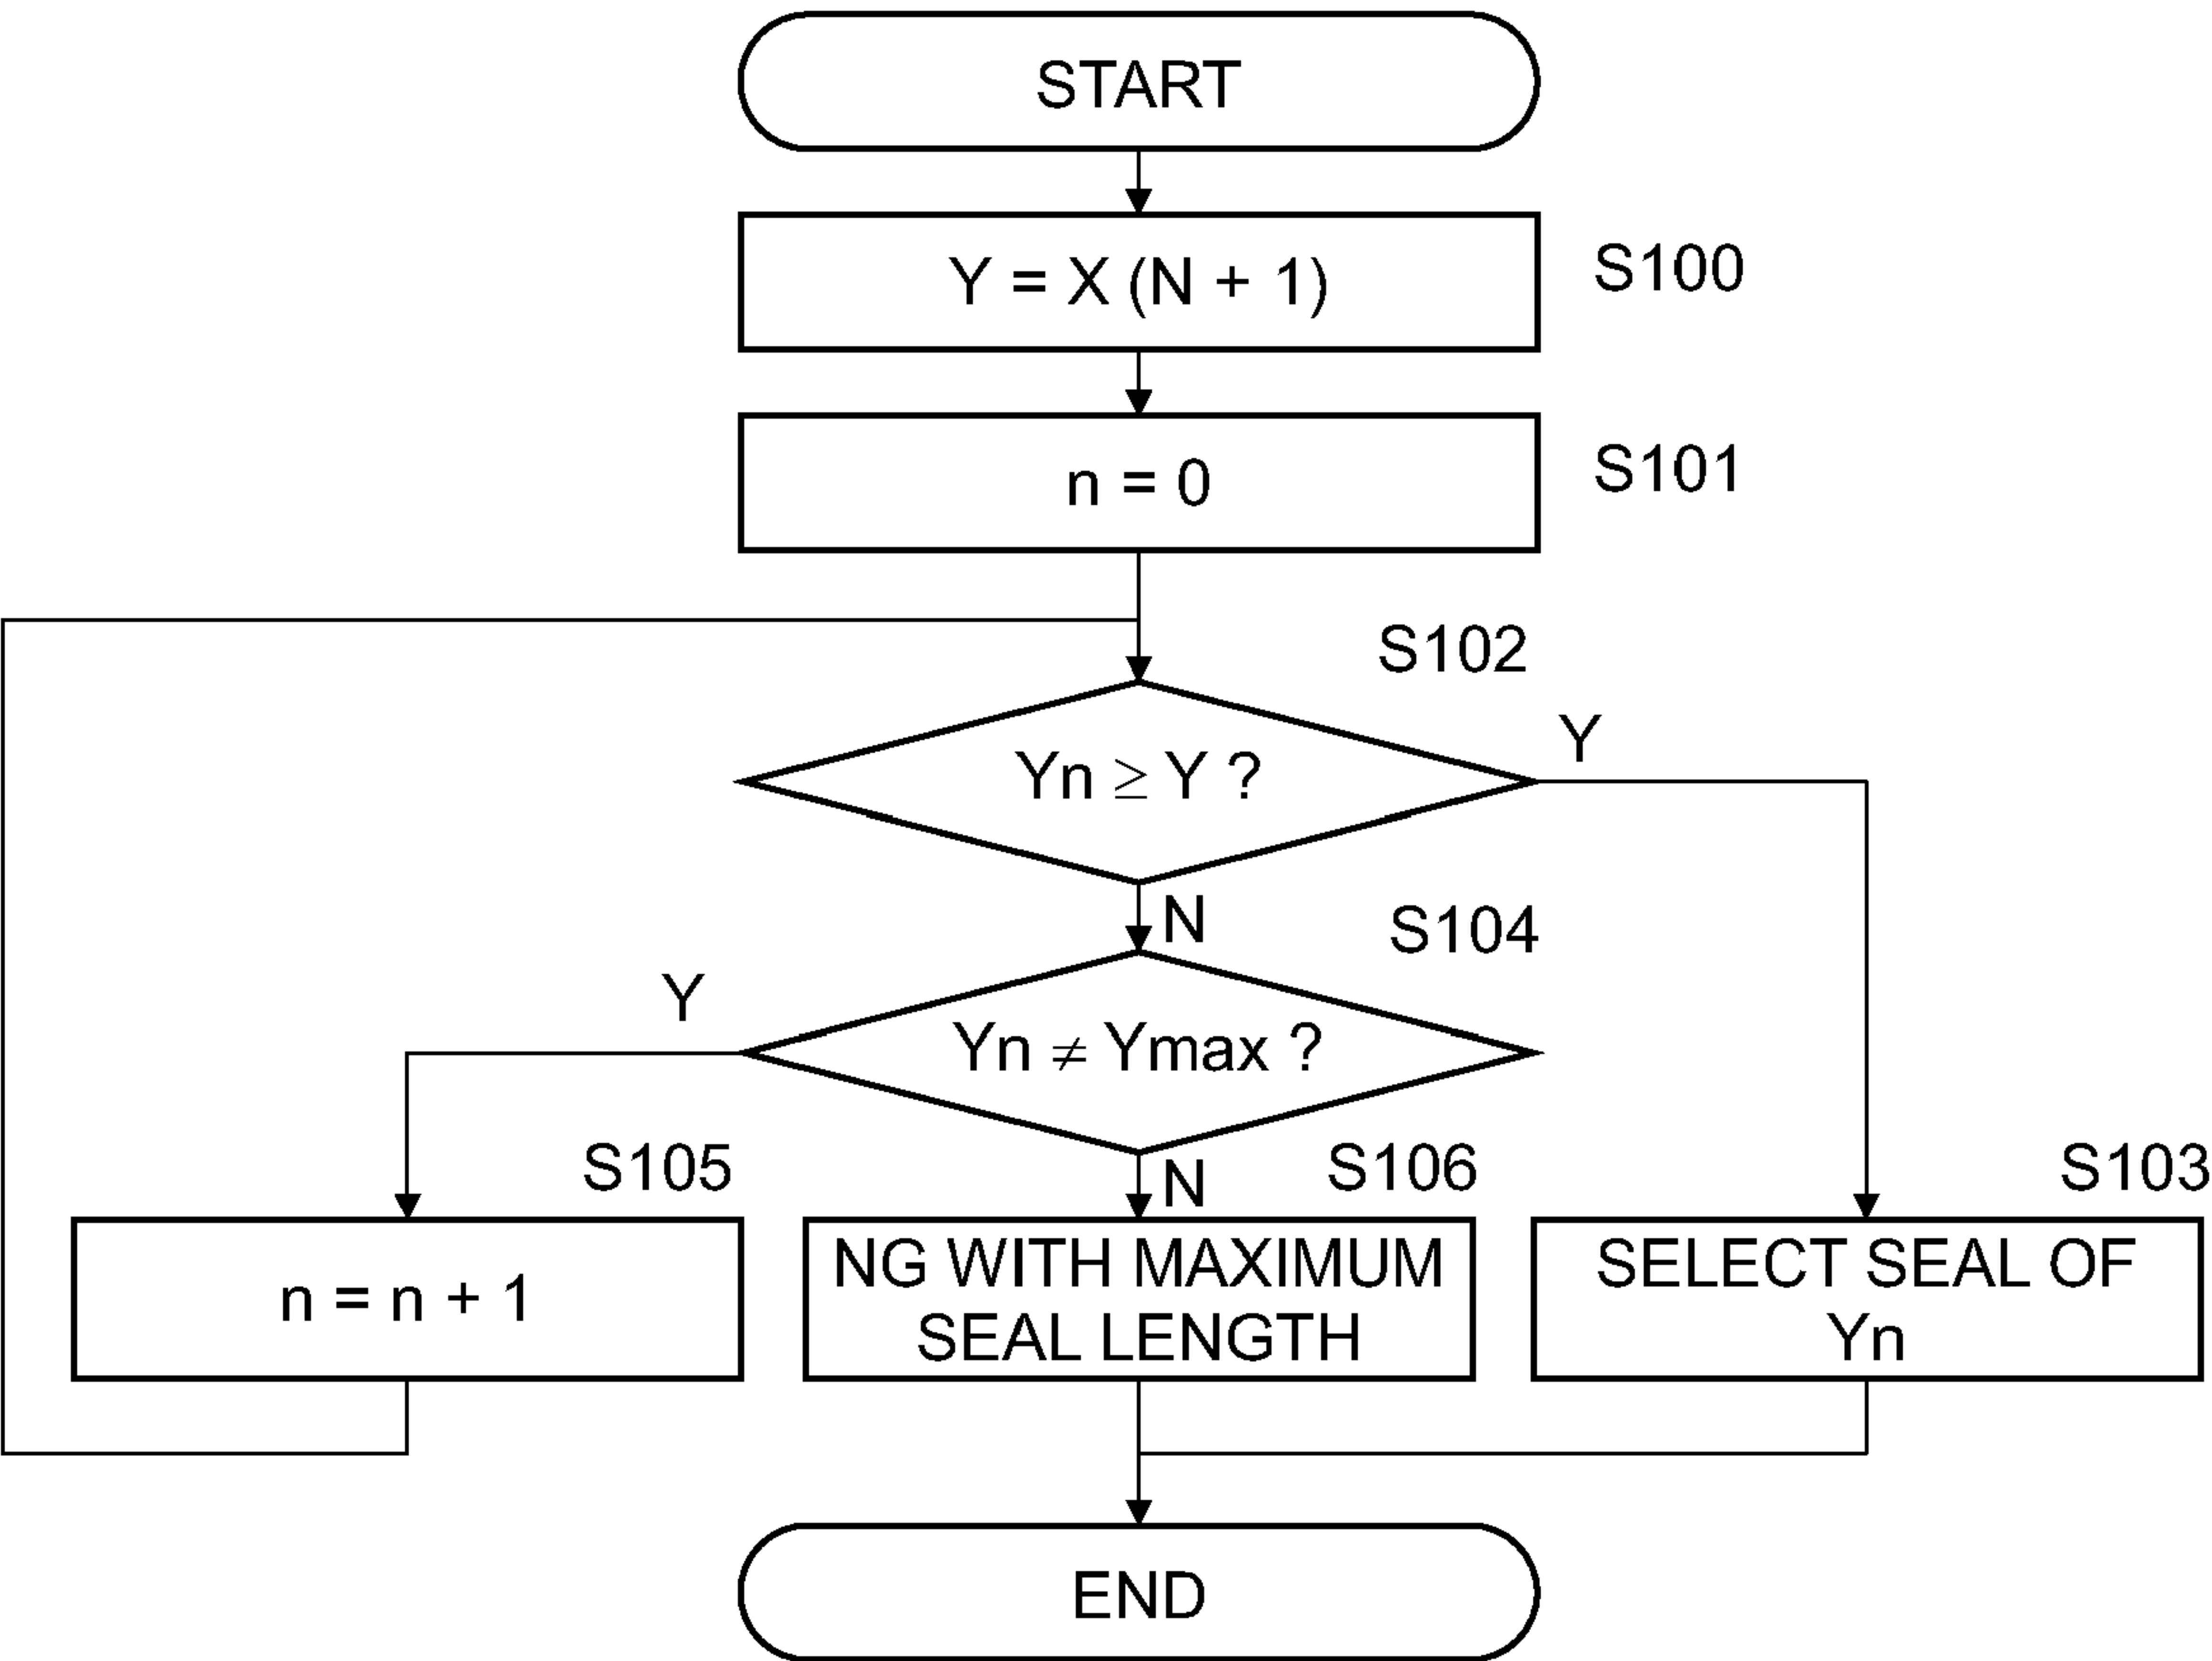 START
Y = X (N + 1)
S100
n = 0
S101
S102
Yn ≥ Y ?
Y
N
S104
Y
Yn ≠ Ymax ?
S105
N
S106
S103
n = n + 1
NG WITH MAXIMUM
SEAL LENGTH
SELECT SEAL OF
Yn
END